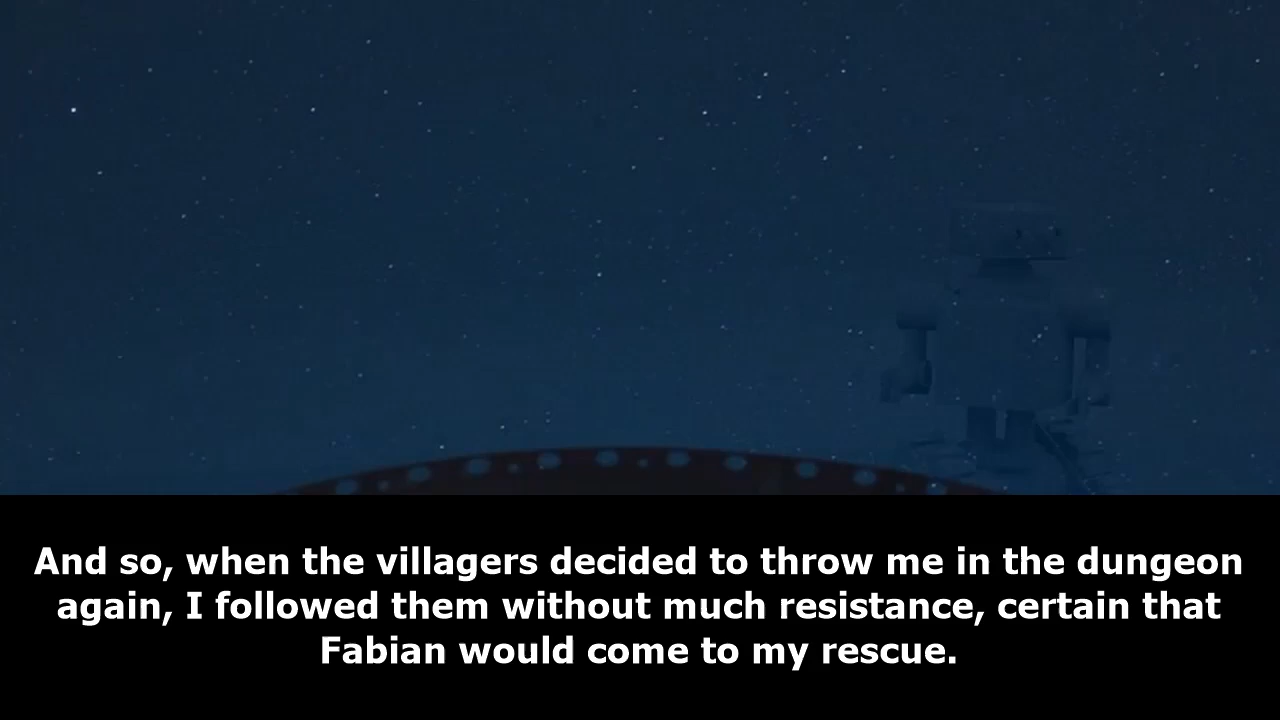 And so, when the villagers decided to throw me in the dungeon
again, I followed them without much resistance, certain that
Fabian would come to my rescue.